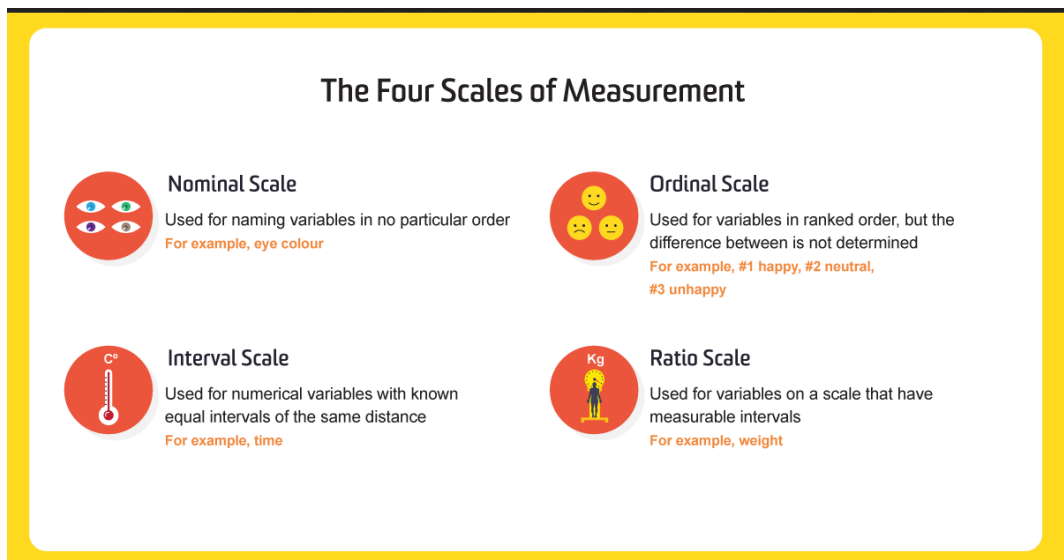 The Four Scales of Measurement
Nominal Scale
Used for naming variables in no particular order
For example, eye colour
Ordinal Scale
Used for variables in ranked order, but the
difference between is not determined
For example, #1 happy, #2 neutral,
#3 unhappy
C°
Interval Scale
Used for numerical variables with known
equal intervals of the same distance
For example, time
Kg
Ratio Scale
Used for variables on a scale that have
measurable intervals
For example, weight